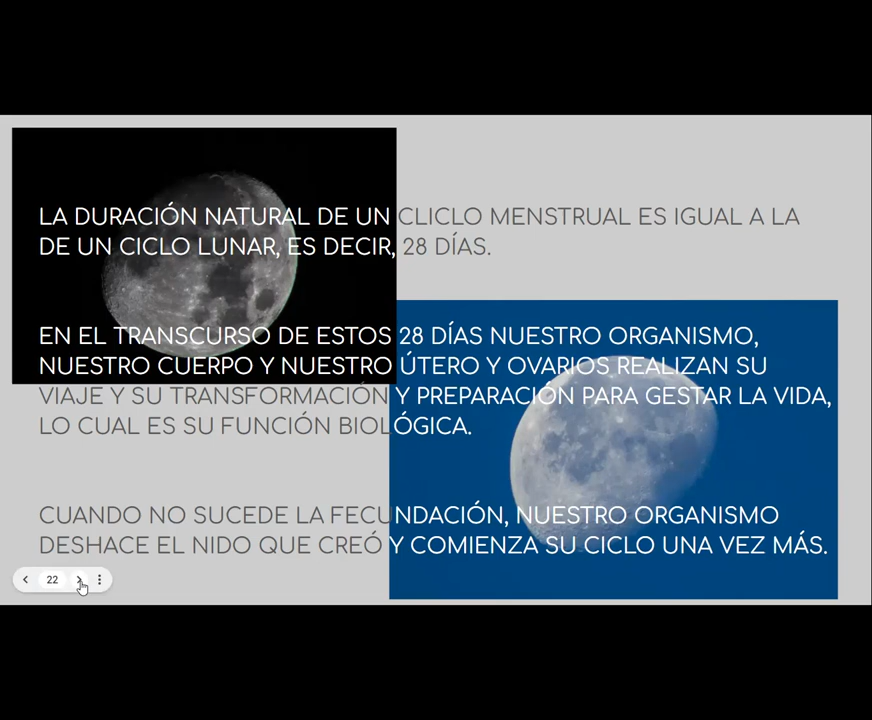 LA DURACIÓN NATURAL DE UN CLICLO MENSTRUAL ES IGUAL A LA
DE UN CICLO LUNAR, ES DECIR, 28 DÍAS.
EN EL TRANSCURSO DE ESTOS 28 DÍAS NUESTRO ORGANISMO,
NUESTRO CUERPO Y NUESTRO ÚTERO Y OVARIOS REALIZAN SU
VIAJE Y SU TRANSFORMACIÓN Y PREPARACIÓN PARA GESTAR LA VIDA,
LO CUAL ES SU FUNCIÓN BIOLÓGICA.
CUANDO NO SUCEDE LA FECUNDACIÓN, NUESTRO ORGANISMO
DESHACE EL NIDO QUE CREÓ Y COMIENZA SU CICLO UNA VEZ MÁS.
22